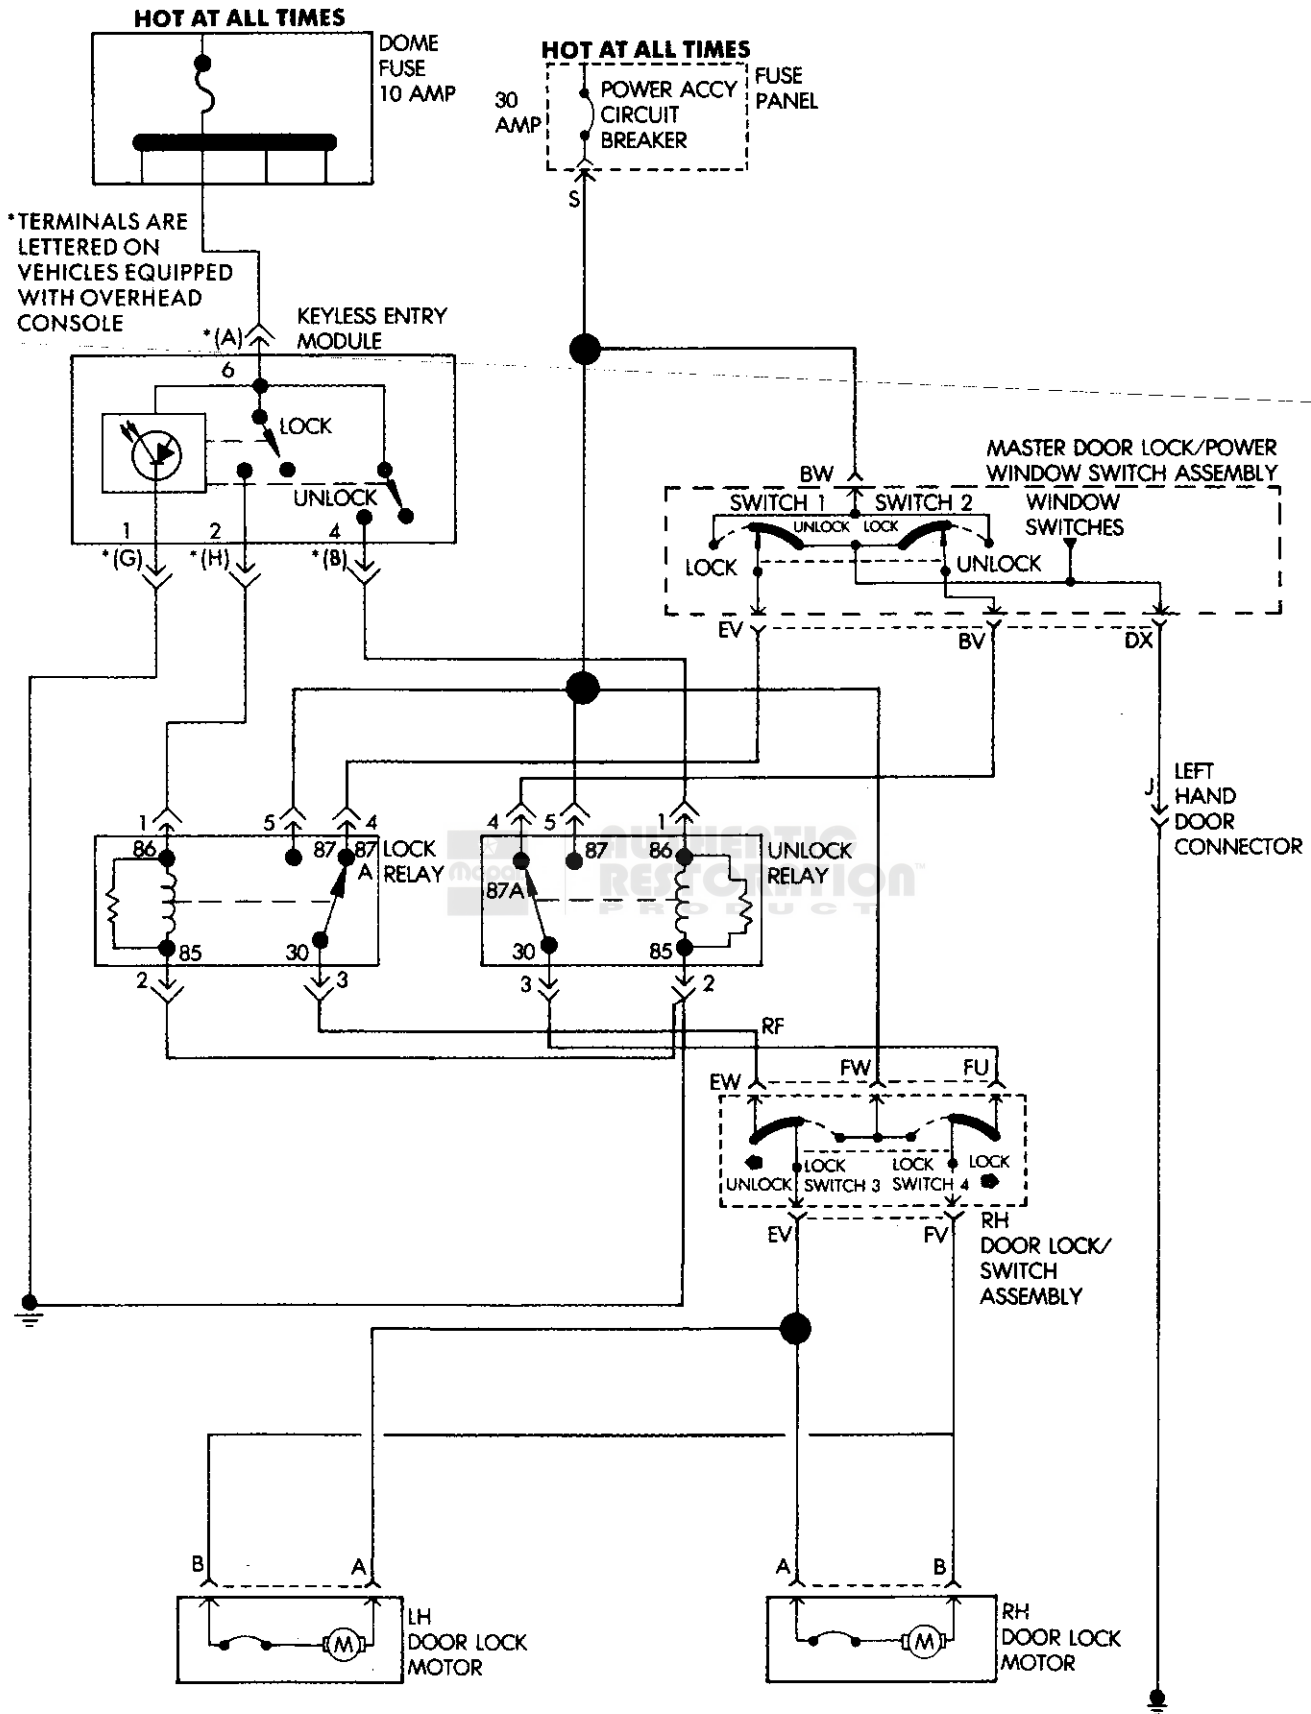 HOT AT ALL TIMES
DOME
FUSE
10 AMP
HOT AT ALL TIMES
30
AMP
POWER ACCY
CIRCUIT
BREAKER
FUSE
PANEL
S
*TERMINALS ARE
LETTERED ON
VEHICLES EQUIPPED
WITH OVERHEAD
CONSOLE
*(A)
KEYLESS ENTRY
MODULE
6
LOCK
UNLOCK
1 2 4
*(G) *(H) *(B)
MASTER DOOR LOCK/POWER
WINDOW SWITCH ASSEMBLY
BW
SWITCH 1 SWITCH 2
WINDOW
SWITCHES
UNLOCK LOCK
LOCK
UNLOCK
EV BV DX
J
LEFT
HAND
DOOR
CONNECTOR
1 5 4
86 87 87
A
LOCK
RELAY
85 30
2 3
4 5 1
87 86
87A
30 85
3 2
UNLOCK
RELAY
Mopar
AUTHENTIC
RESTORATION™
PRODUCT
RF
EW FW FU
UNLOCK
LOCK
SWITCH 3
LOCK
SWITCH 4
LOCK
EV FV
RH
DOOR LOCK/
SWITCH
ASSEMBLY
B A
M
LH
DOOR LOCK
MOTOR
A B
M
RH
DOOR LOCK
MOTOR